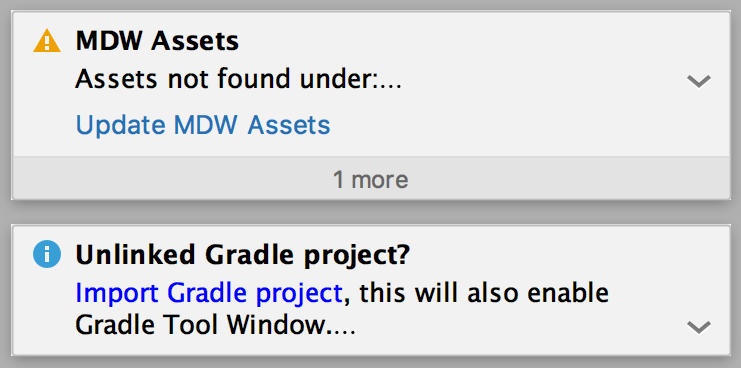 MDW Assets
Assets not found under:...
Update MDW Assets
1 more
Unlinked Gradle project?
Import Gradle project, this will also enable
Gradle Tool Window....